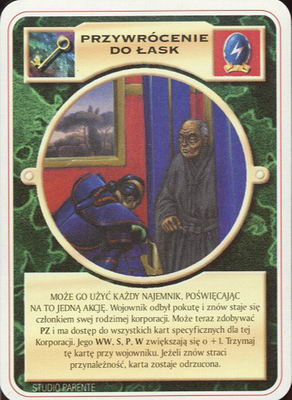 PRZYWRÓCENIE
DO ŁASK
MOŻE GO UŻYĆ KAŻDY NAJEMNIK, POŚWIĘCAJĄC
NA TO JEDNĄ AKCJĘ. Wojownik odbył pokutę i znów staje się
członkiem swej rodzimej korporacji. Może teraz zdobywać
PZ i ma dostęp do wszystkich kart specyficznych dla tej
Korporacji. Jego WW, S, P, W zwiększają się o + 1. Trzymaj
tę kartę przy wojowniku. Jeżeli znów straci
przynależność, karta zostaje odrzucona.
STUDIO PARENTE